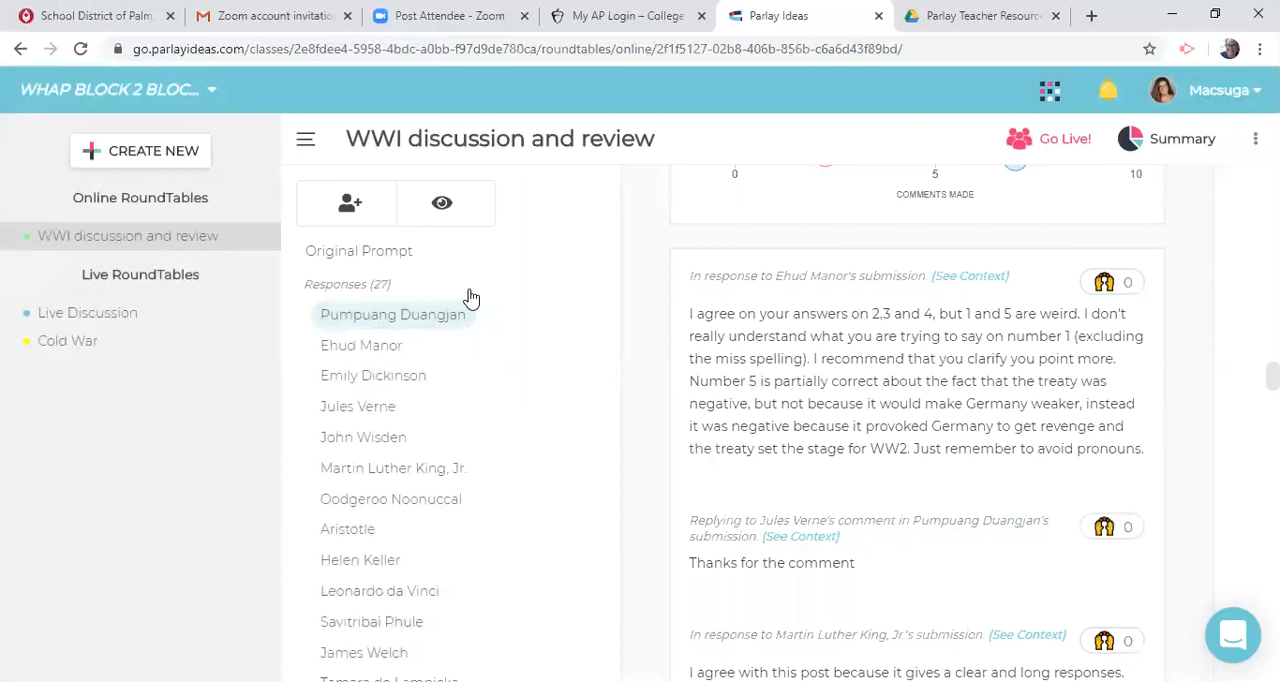 School District of Palm
Zoom account invitatio
Post Attendee - Zoom
My AP Login – College
Parlay Ideas
Parlay Teacher Resourc
go.parlayideas.com/classes/2e8fdee4-5958-4bdc-a0bb-f97d9de780ca/roundtables/online/2f1f5127-02b8-406b-856b-c6a6d43f89bd/
WHAP BLOCK 2 BLOC...
Macsuga
CREATE NEW
WWI discussion and review
Go Live!
Summary
Online RoundTables
WWI discussion and review
Live RoundTables
Live Discussion
Cold War
Original Prompt
Responses (27)
Pumpuang Duangjan
Ehud Manor
Emily Dickinson
Jules Verne
John Wisden
Martin Luther King, Jr.
Oodgeroo Noonuccal
Aristotle
Helen Keller
Leonardo da Vinci
Savitribai Phule
James Welch
Tamara de Lempicka
0 5 10
COMMENTS MADE
In response to Ehud Manor's submission. (See Context)
0
I agree on your answers on 2,3 and 4, but 1 and 5 are weird. I don't
really understand what you are trying to say on number 1 (excluding
the miss spelling). I recommend that you clarify you point more.
Number 5 is partially correct about the fact that the treaty was
negative, but not because it would make Germany weaker, instead
it was negative because it provoked Germany to get revenge and
the treaty set the stage for WW2. Just remember to avoid pronouns.
Replying to Jules Verne's comment in Pumpuang Duangjan's
submission. (See Context)
0
Thanks for the comment
In response to Martin Luther King, Jr.'s submission. (See Context)
0
I agree with this post because it gives a clear and long responses.